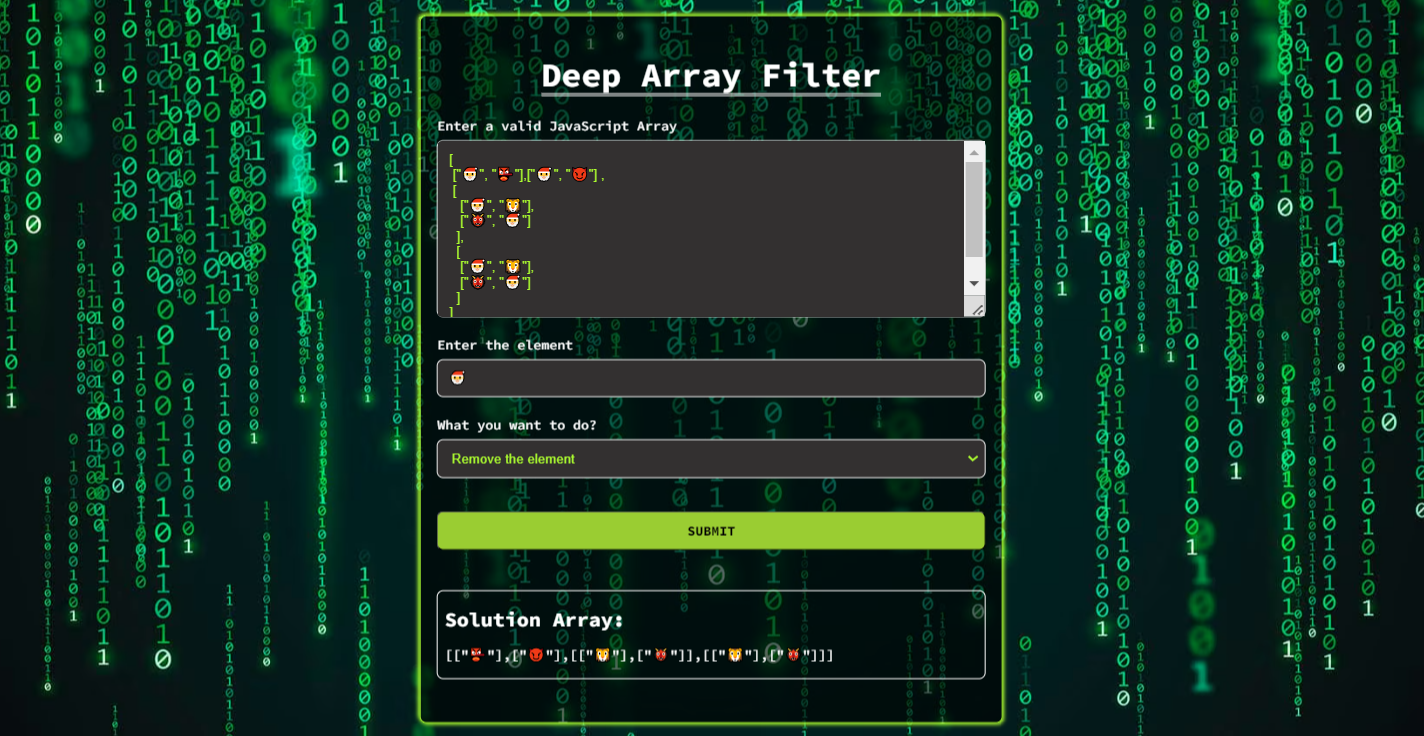 Deep Array Filter
Enter a valid JavaScript Array
[
["🎅", "👺"],["🎅", "😈"] ,
[
["🎅", "🐯"],
["👹", "🎅"]
],
[
["🎅", "🐯"],
["👹", "🎅"]
]
]
Enter the element
🎅
What you want to do?
Remove the element
SUBMIT
Solution Array:
[["👺"],["😈"],[["🐯"],["👹"]],[["🐯"],["👹"]]]